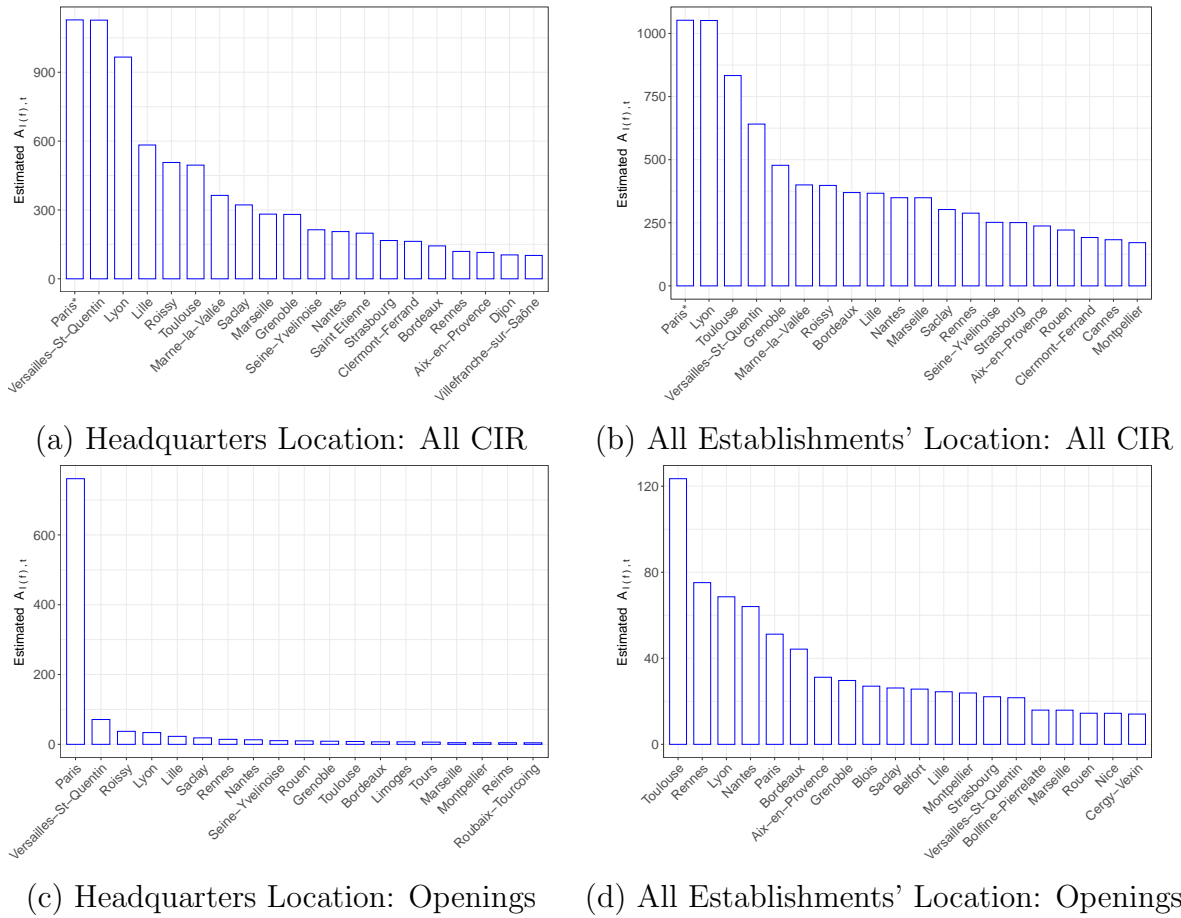 Estimated A l(f),t
900
600
300
0
Paris*
Versailles−St−Quentin
Lyon
Lille
Roissy
Toulouse
Marne−la−Vallée
Saclay
Marseille
Grenoble
Seine−Yvelinoise
Nantes
Saint Etienne
Strasbourg
Clermont−Ferrand
Bordeaux
Rennes
Aix−en−Provence
Dijon
Villefranche−sur−Saône
(a) Headquarters Location: All CIR
Estimated A l(f),t
1000
750
500
250
0
Paris*
Lyon
Toulouse
Versailles−St−Quentin
Grenoble
Marne−la−Vallée
Roissy
Bordeaux
Lille
Nantes
Marseille
Saclay
Rennes
Seine−Yvelinoise
Strasbourg
Aix−en−Provence
Rouen
Clermont−Ferrand
Cannes
Montpellier
(b) All Establishments' Location: All CIR
Estimated A l(f),t
600
400
200
0
Paris
Versailles−St−Quentin
Roissy
Lyon
Lille
Saclay
Rennes
Nantes
Seine−Yvelinoise
Rouen
Grenoble
Toulouse
Bordeaux
Limoges
Tours
Marseille
Montpellier
Reims
Roubaix−Tourcoing
(c) Headquarters Location: Openings
Estimated A l(f),t
120
80
40
0
Toulouse
Rennes
Lyon
Nantes
Paris
Bordeaux
Aix−en−Provence
Grenoble
Blois
Saclay
Belfort
Lille
Montpellier
Strasbourg
Versailles−St−Quentin
Bollfine−Pierrelatte
Marseille
Rouen
Nice
Cergy−Vexin
(d) All Establishments' Location: Openings